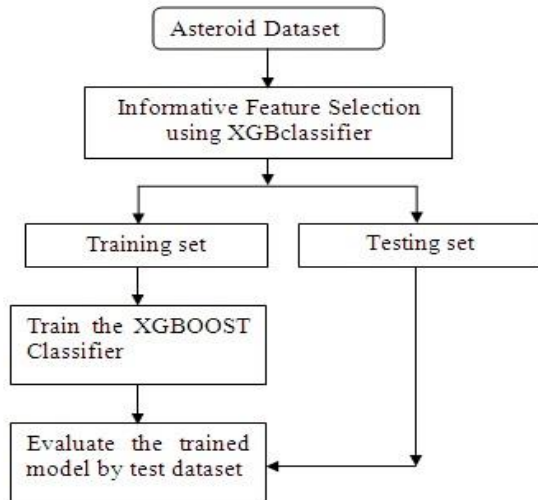 Asteroid Dataset
Informative Feature Selection
using XGBclassifier
Training set
Testing set
Train the XGBOOST
Classifier
Evaluate the trained
model by test dataset